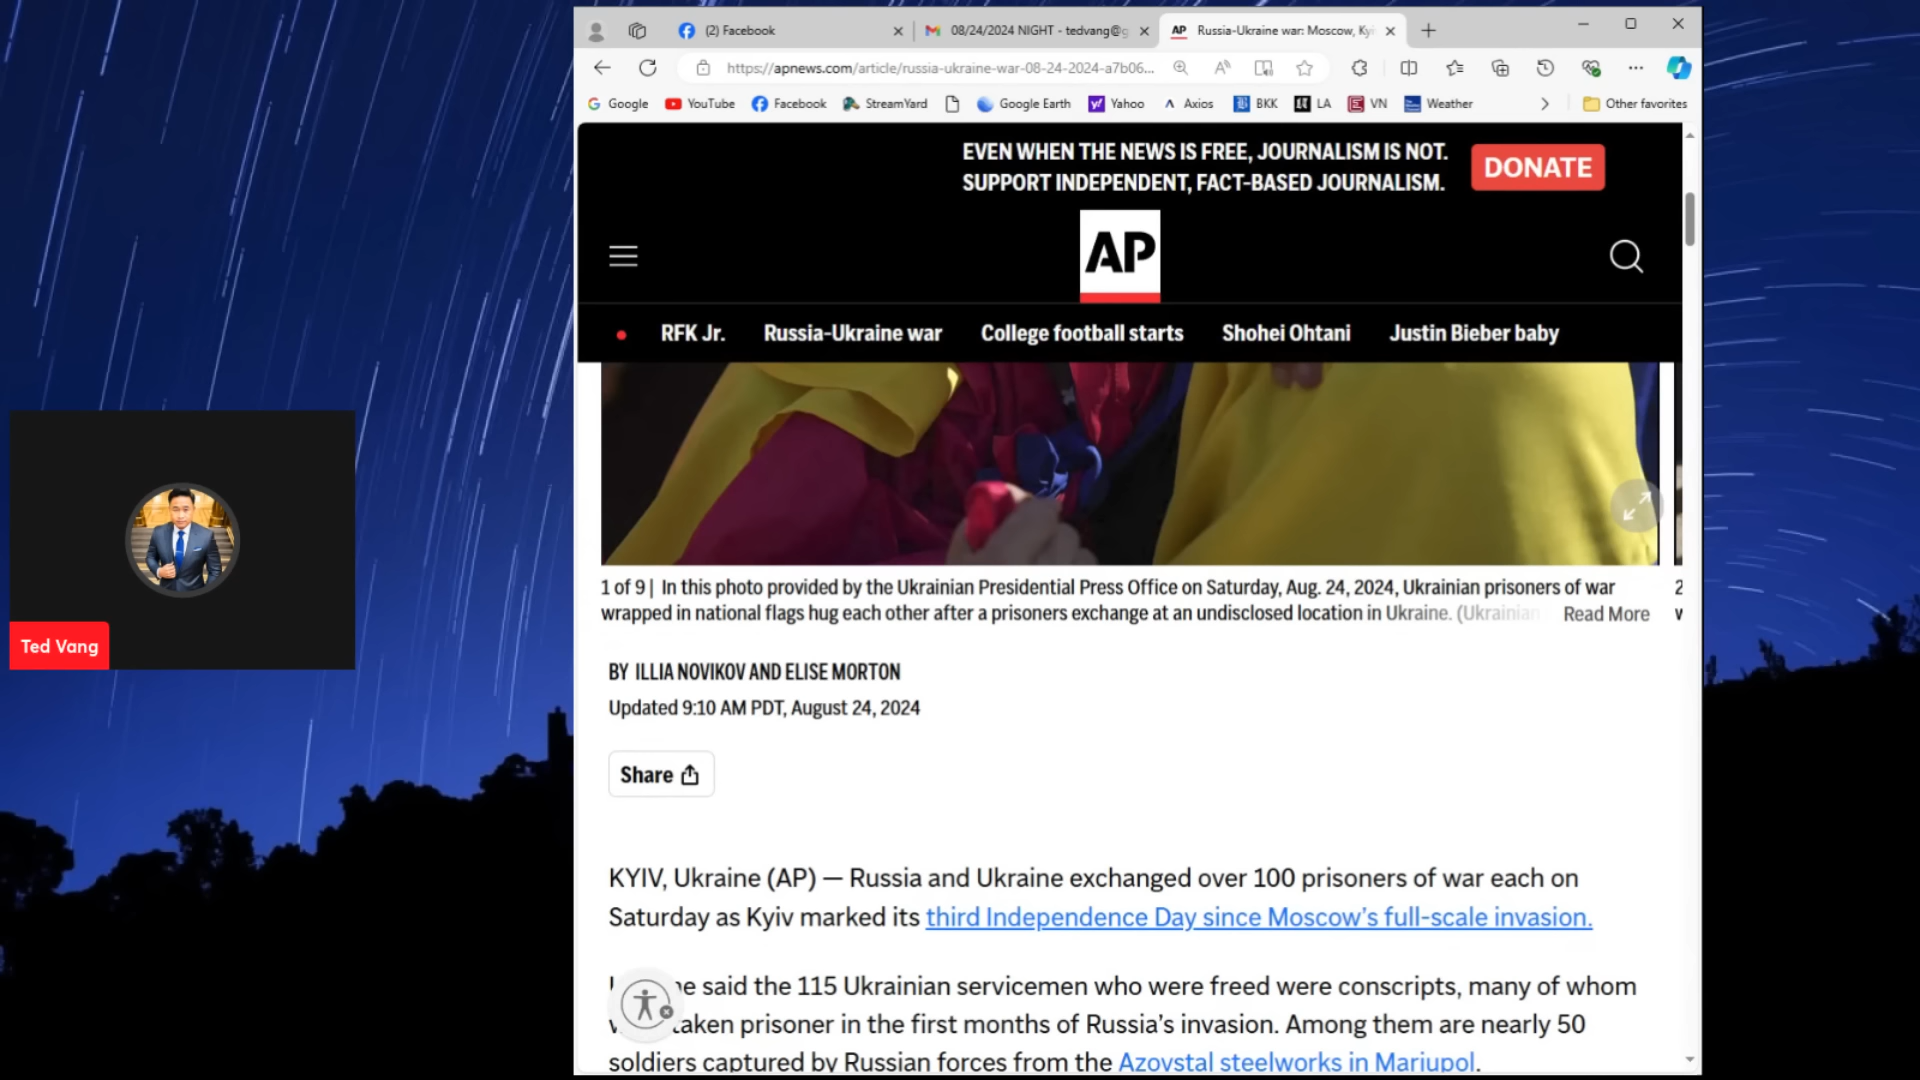 (2) Facebook
08/24/2024 NIGHT - tedvang@g
AP Russia-Ukraine war: Moscow, Kyi
https://apnews.com/article/russia-ukraine-war-08-24-2024-a7b06...
Google YouTube Facebook StreamYard Google Earth Yahoo Axios BKK LA VN Weather Other favorites
EVEN WHEN THE NEWS IS FREE, JOURNALISM IS NOT.
SUPPORT INDEPENDENT, FACT-BASED JOURNALISM.
DONATE
AP
RFK Jr. Russia-Ukraine war College football starts Shohei Ohtani Justin Bieber baby
1 of 9 | In this photo provided by the Ukrainian Presidential Press Office on Saturday, Aug. 24, 2024, Ukrainian prisoners of war
wrapped in national flags hug each other after a prisoners exchange at an undisclosed location in Ukraine. (Ukrainian Read More
2
w
BY ILLIA NOVIKOV AND ELISE MORTON
Updated 9:10 AM PDT, August 24, 2024
Share
KYIV, Ukraine (AP) — Russia and Ukraine exchanged over 100 prisoners of war each on
Saturday as Kyiv marked its third Independence Day since Moscow's full-scale invasion.
said the 115 Ukrainian servicemen who were freed were conscripts, many of whom
taken prisoner in the first months of Russia's invasion. Among them are nearly 50
soldiers captured by Russian forces from the Azovstal steelworks in Mariupol.
Ted Vang